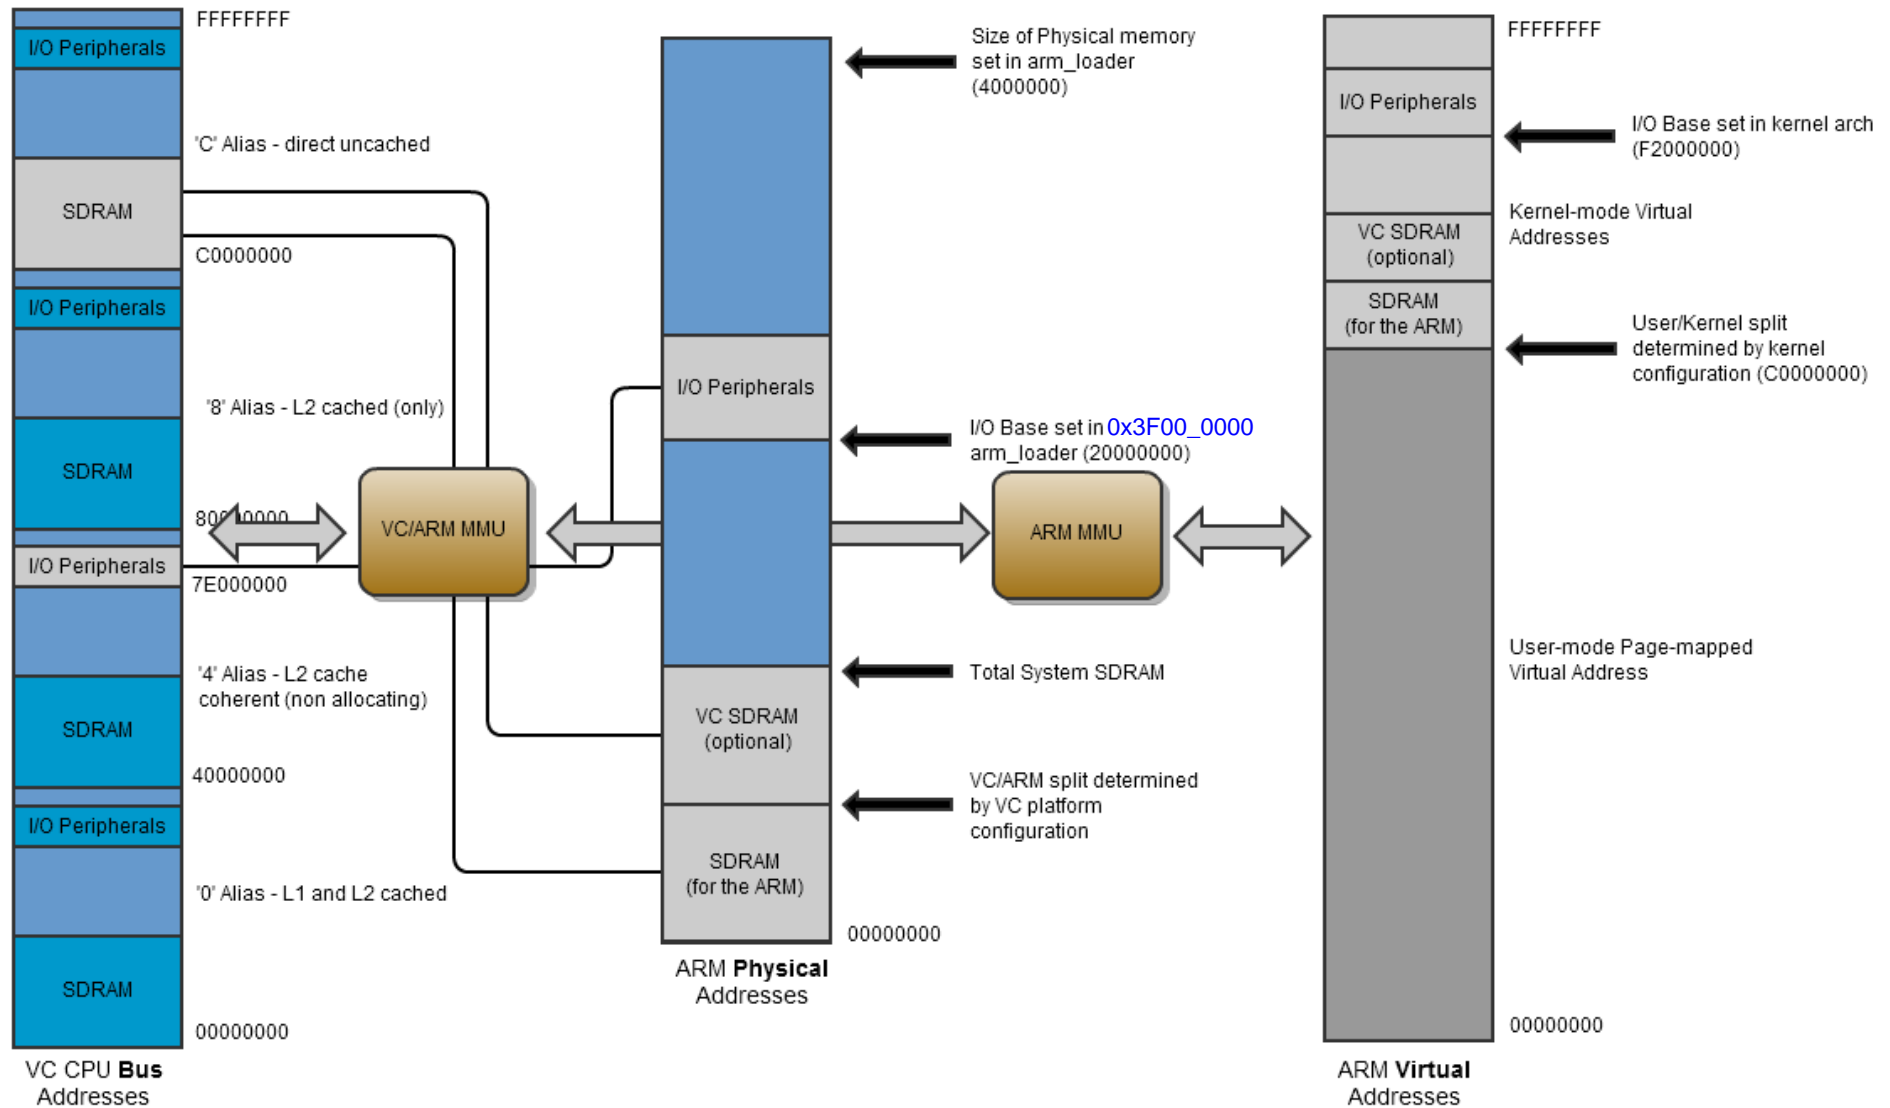 FFFFFFFF
I/O Peripherals
'C' Alias - direct uncached
SDRAM
C0000000
I/O Peripherals
'8' Alias - L2 cached (only)
SDRAM
80000000
I/O Peripherals
7E000000
'4' Alias - L2 cache
coherent (non allocating)
SDRAM
40000000
I/O Peripherals
'0' Alias - L1 and L2 cached
SDRAM
00000000
VC CPU Bus
Addresses
VC/ARM MMU
Size of Physical memory
set in arm_loader
(4000000)
I/O Peripherals
I/O Base set in 0x3F00_0000
arm_loader (20000000)
Total System SDRAM
VC SDRAM
(optional)
VC/ARM split determined
by VC platform
configuration
SDRAM
(for the ARM)
00000000
ARM Physical
Addresses
ARM MMU
FFFFFFFF
I/O Peripherals
I/O Base set in kernel arch
(F2000000)
Kernel-mode Virtual
Addresses
VC SDRAM
(optional)
SDRAM
(for the ARM)
User/Kernel split
determined by kernel
configuration (C0000000)
User-mode Page-mapped
Virtual Address
00000000
ARM Virtual
Addresses